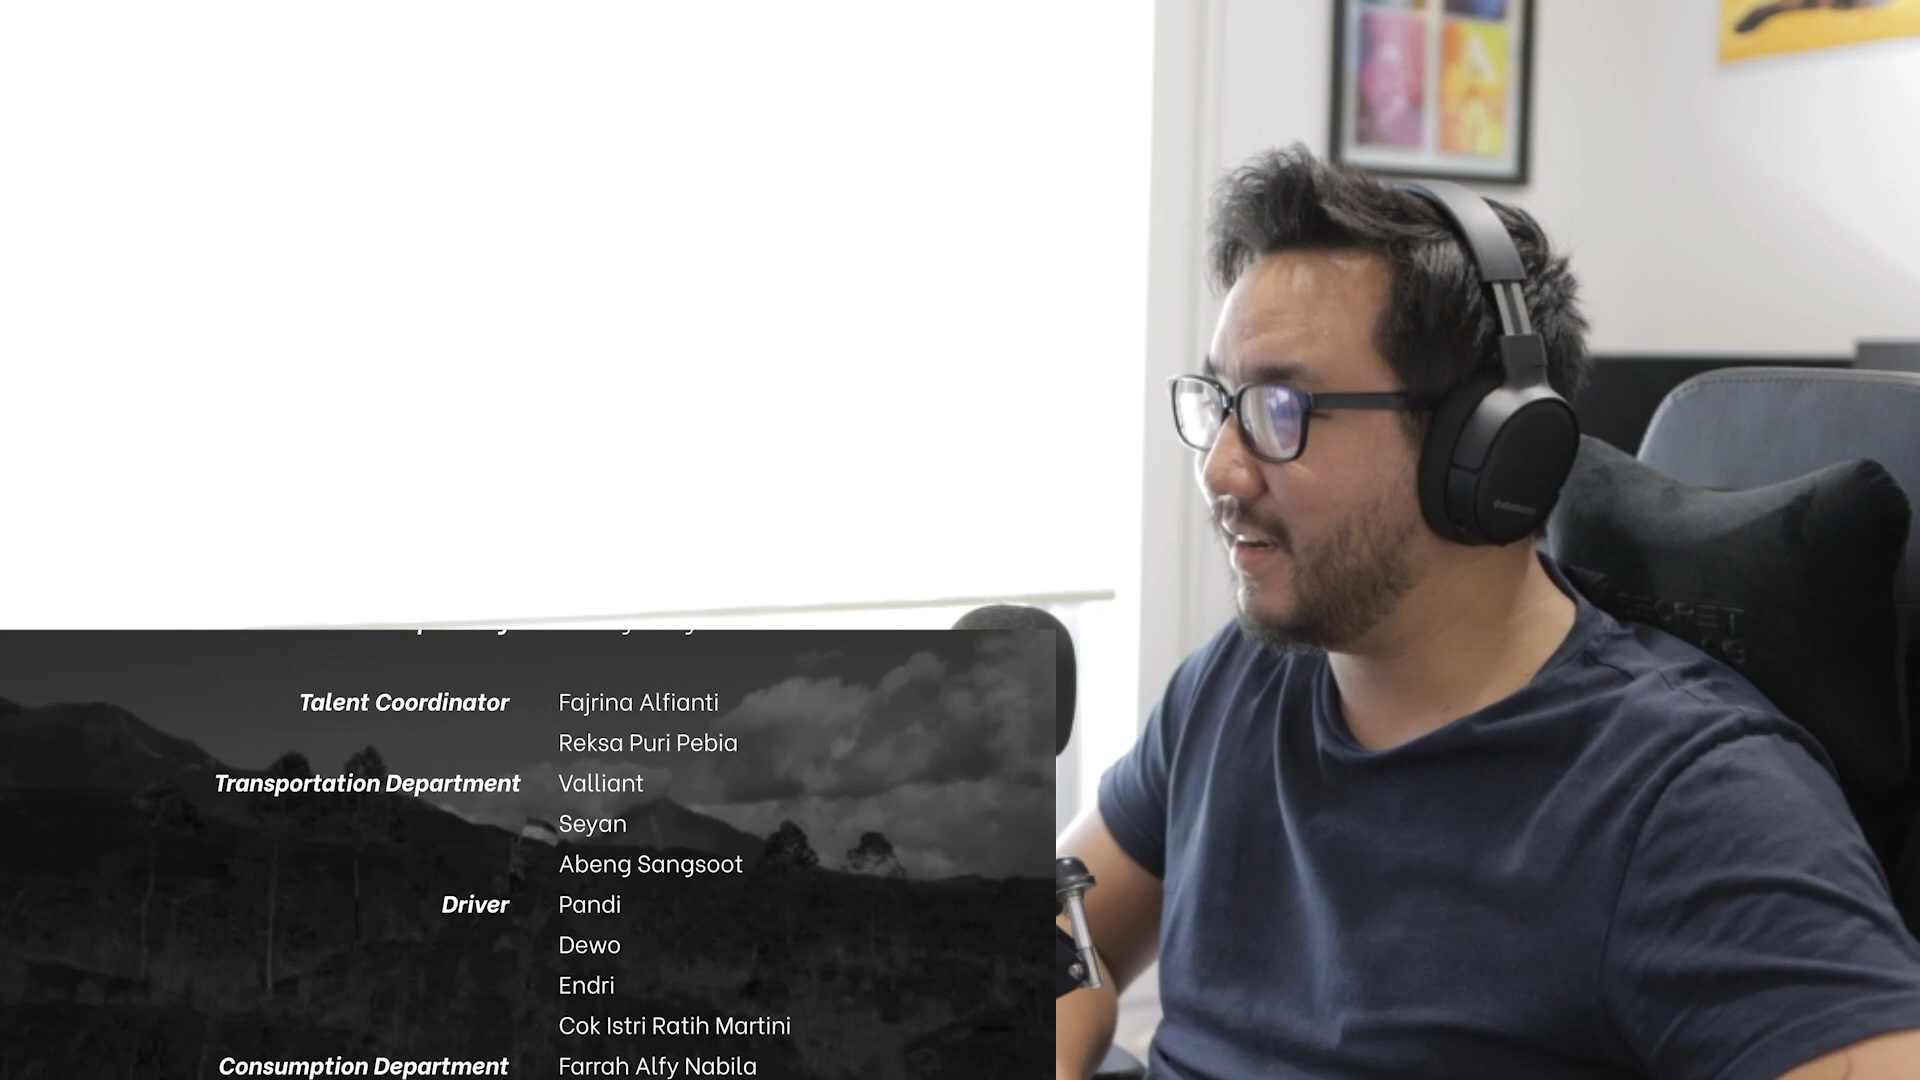 Talent Coordinator Fajrina Alfianti
Reksa Puri Pebia
Transportation Department Valliant
Seyan
Abeng Sangsoot
Driver Pandi
Dewo
Endri
Cok Istri Ratih Martini
Consumption Department Farrah Alfy Nabila